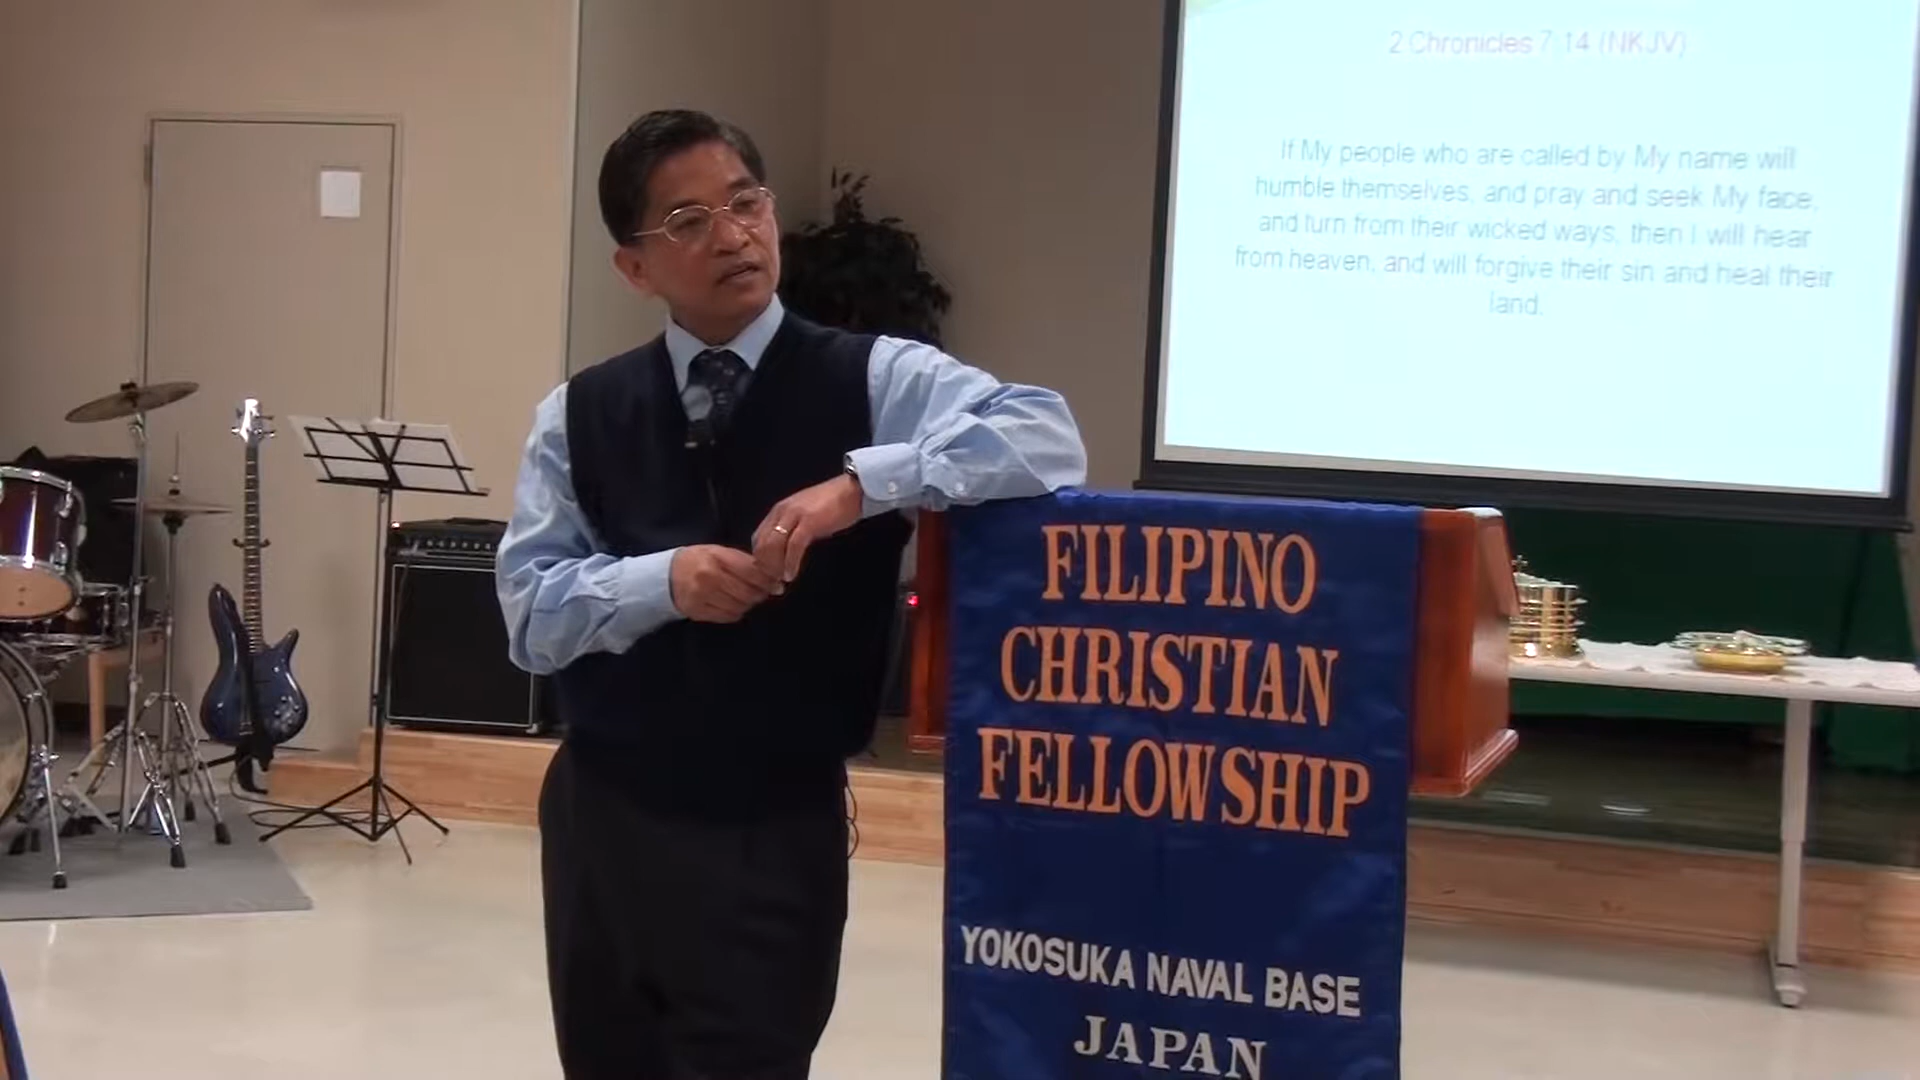 2 Chronicles 7:14 (NKJV)
If My people who are called by My name will
humble themselves, and pray and seek My face,
and turn from their wicked ways, then I will hear
from heaven, and will forgive their sin and heal their
land.
FILIPINO
CHRISTIAN
FELLOWSHIP
YOKOSUKA NAVAL BASE
JAPAN